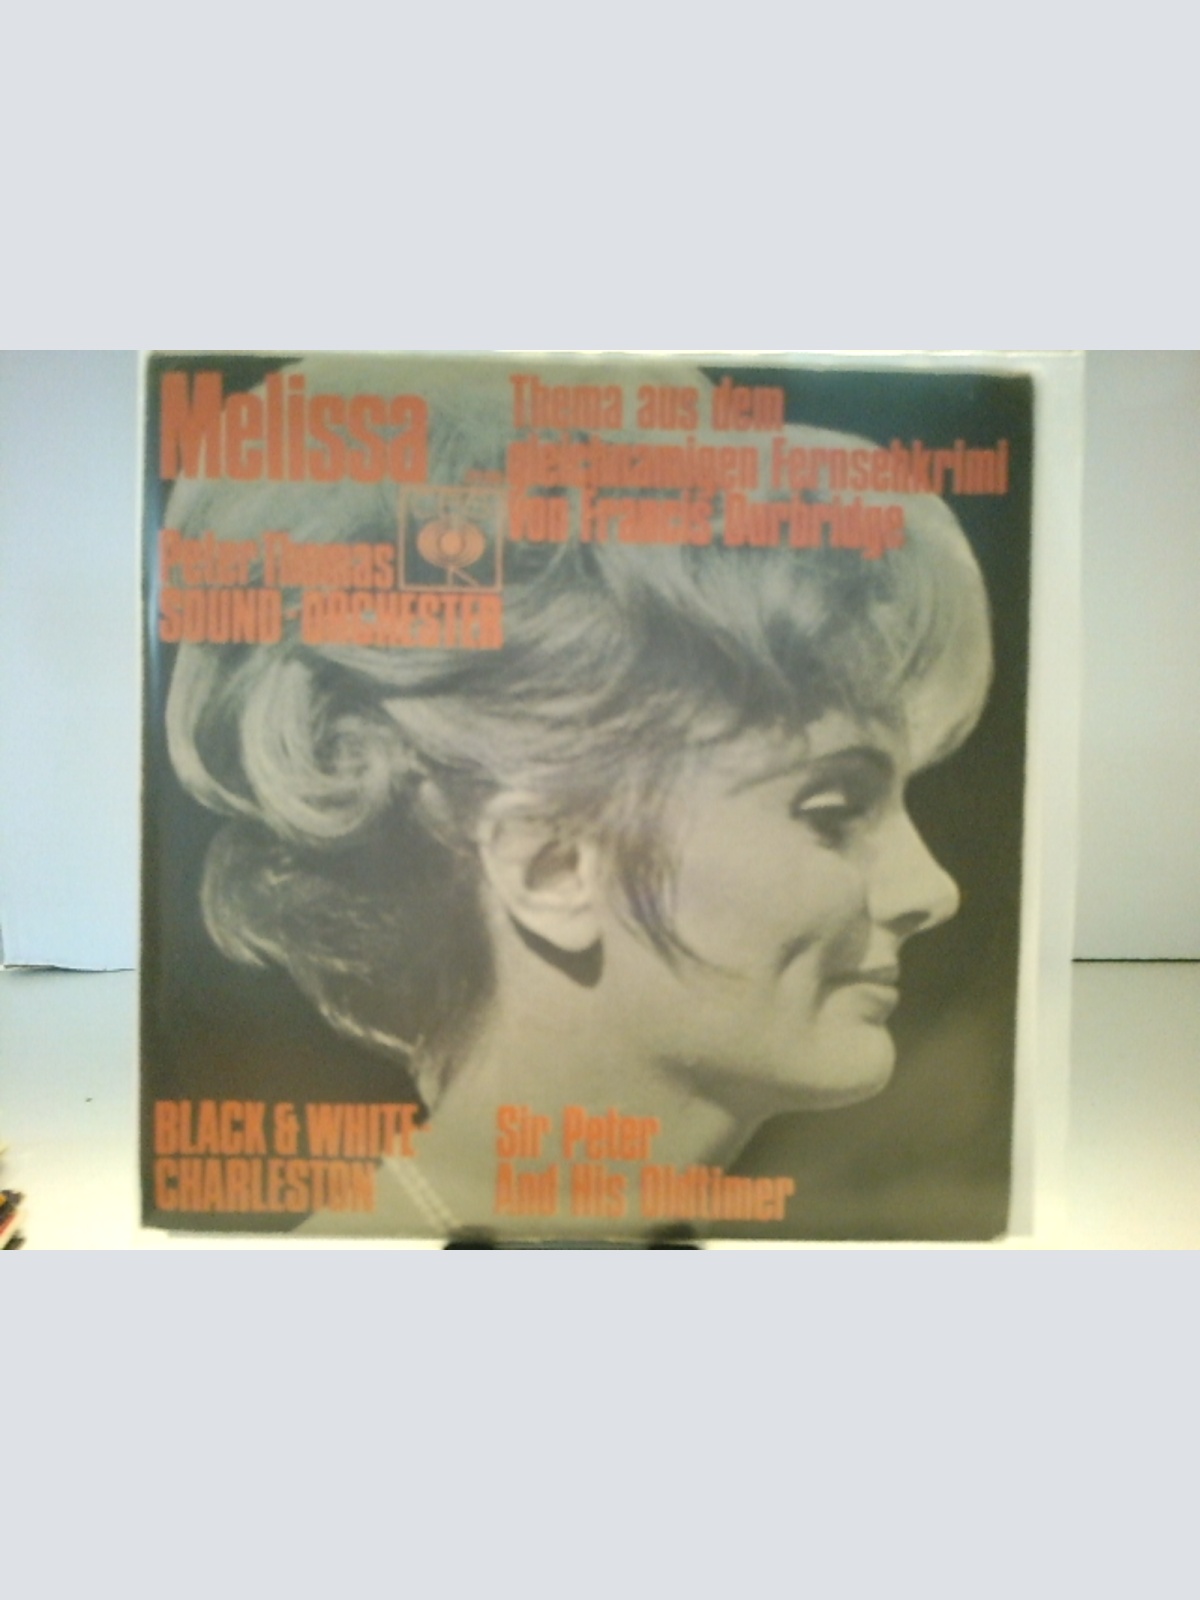 Melissa
Thema aus dem
gleichnamigen Fernsehkrimi
Von Francis Durbridge
CBS
Peter Thomas
SOUND-ORCHESTER
BLACK & WHITE-
CHARLESTON
Sir Peter
And His Oldtimer